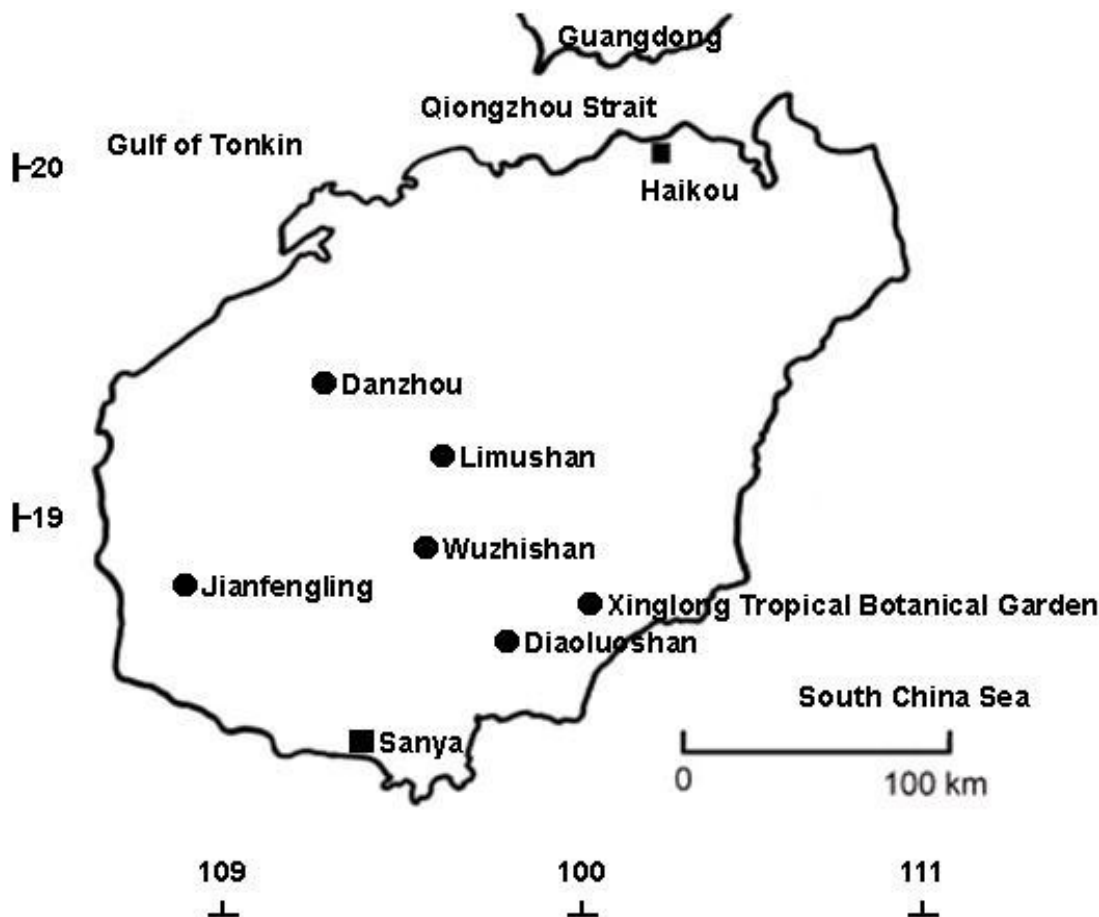 Guangdong
Qiongzhou Strait
Gulf of Tonkin
20
Haikou
Danzhou
Limushan
19
Wuzhishan
Jianfengling
Xinglong Tropical Botanical Garden
Diaoluoshan
South China Sea
Sanya
0 100 km
109 100 111